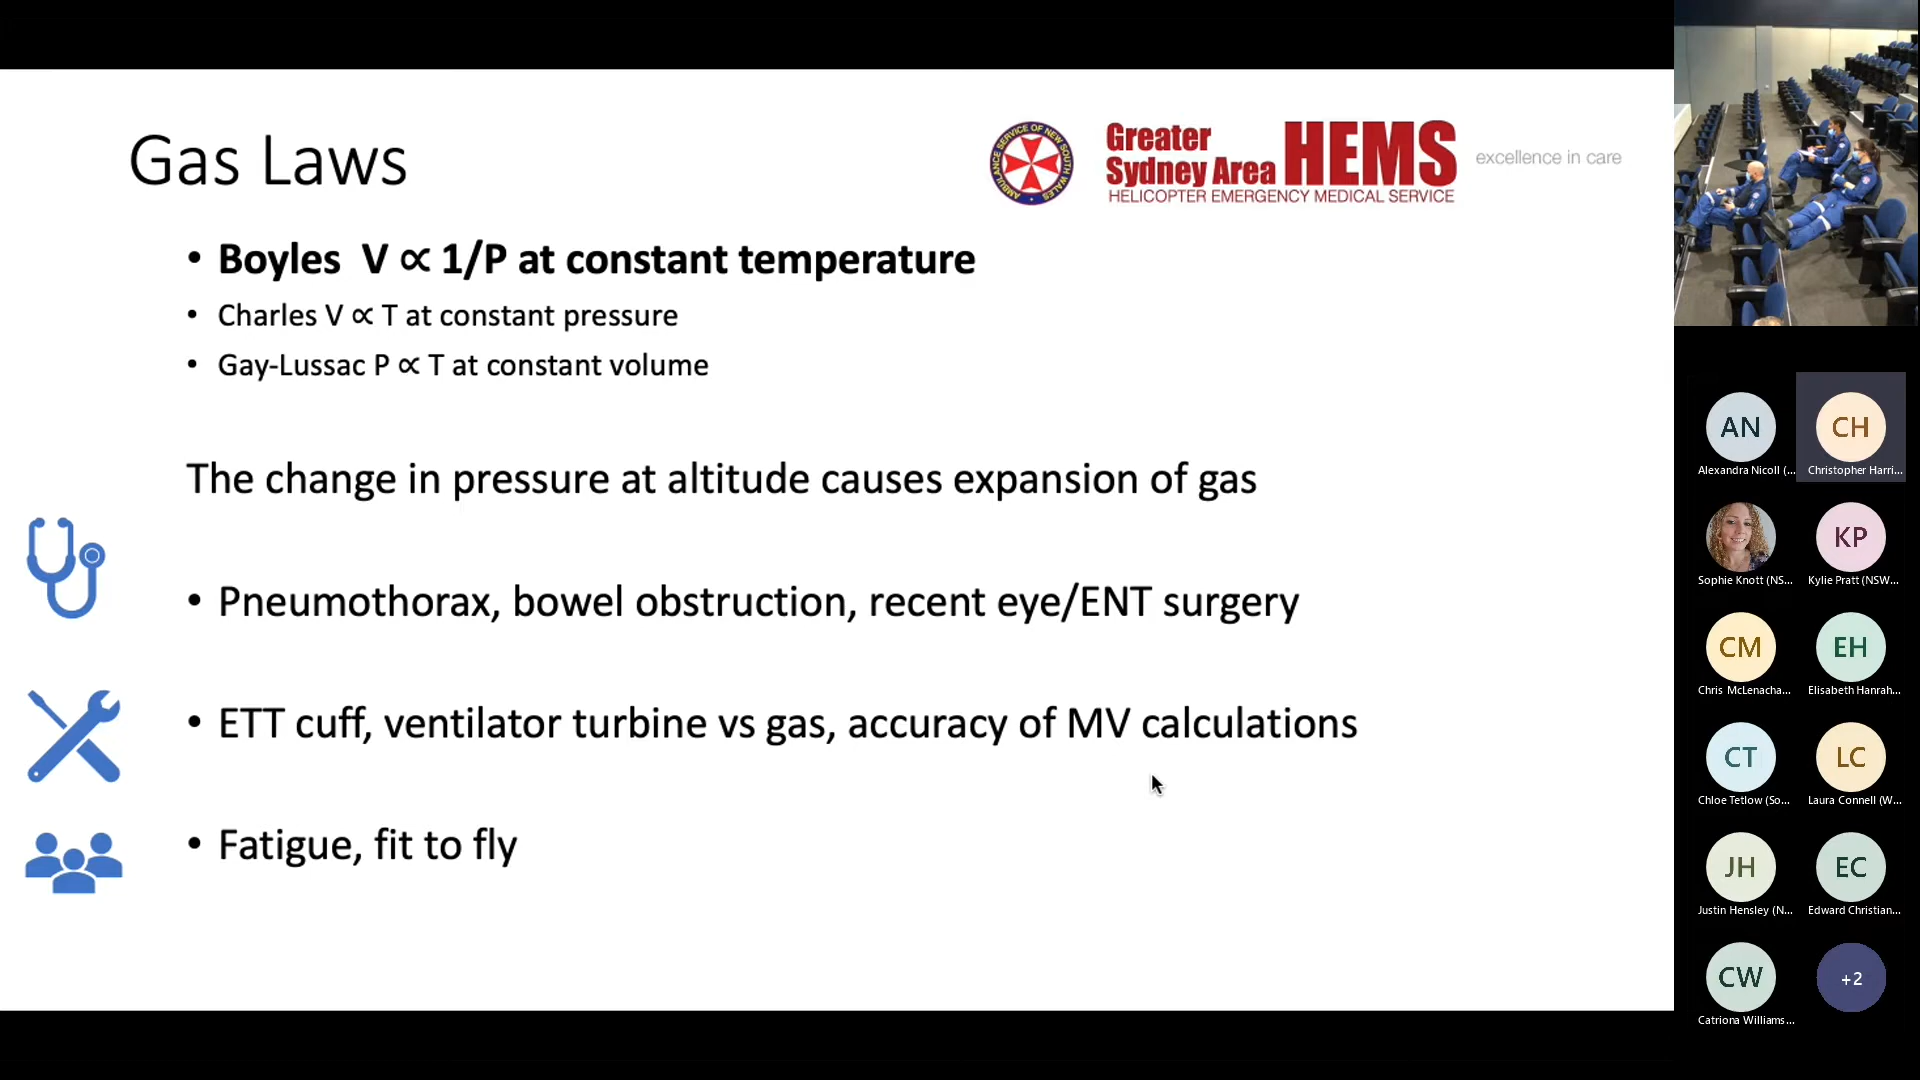 Gas Laws
AMBULANCE SERVICE OF NEW SOUTH WALES
Greater
Sydney Area HEMS
HELICOPTER EMERGENCY MEDICAL SERVICE
excellence in care
• Boyles V ∝ 1/P at constant temperature
• Charles V ∝ T at constant pressure
• Gay-Lussac P ∝ T at constant volume
The change in pressure at altitude causes expansion of gas
• Pneumothorax, bowel obstruction, recent eye/ENT surgery
• ETT cuff, ventilator turbine vs gas, accuracy of MV calculations
• Fatigue, fit to fly
AN
Alexandra Nicoll (...
CH
Christopher Harri...
Sophie Knott (NS...
KP
Kylie Pratt (NSW...
CM
Chris McLenacha...
EH
Elisabeth Hanrah...
CT
Chloe Tetlow (So...
LC
Laura Connell (W...
JH
Justin Hensley (N...
EC
Edward Christian...
CW
Catriona Williams...
+2